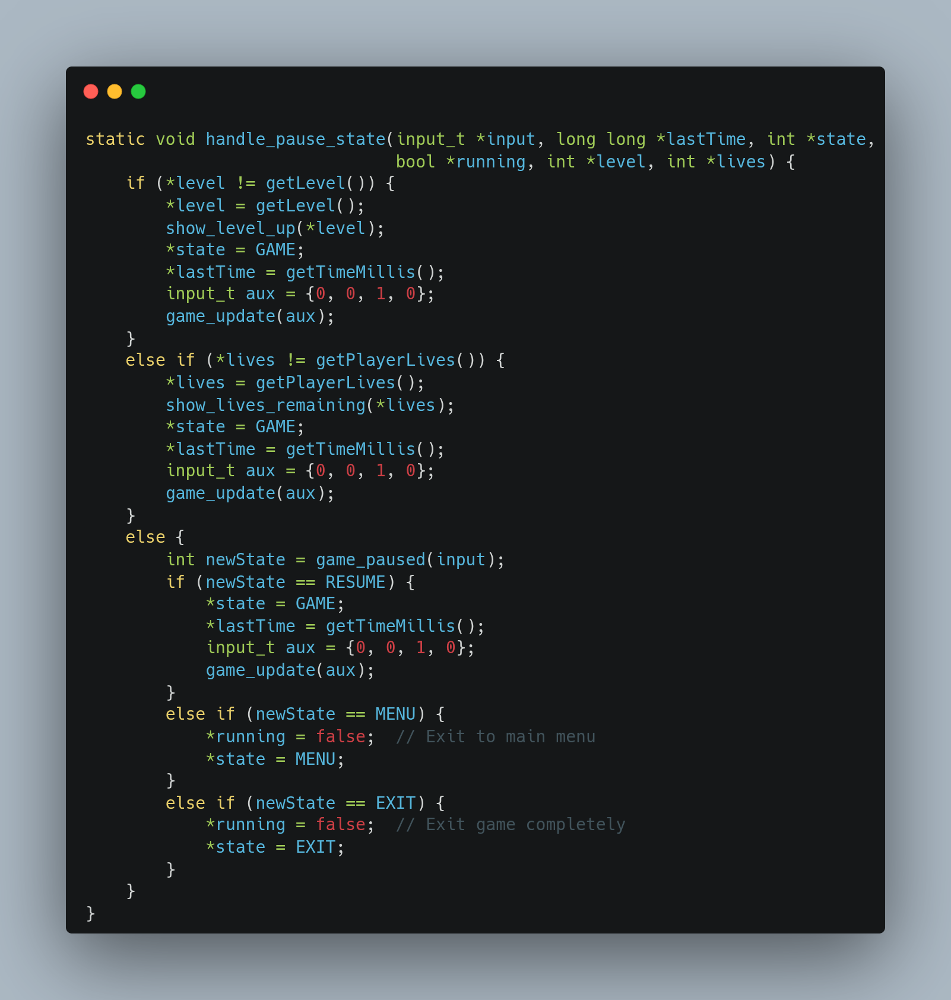 static void handle_pause_state(input_t *input, long long *lastTime, int *state,
                               bool *running, int *level, int *lives) {
    if (*level != getLevel()) {
        *level = getLevel();
        show_level_up(*level);
        *state = GAME;
        *lastTime = getTimeMillis();
        input_t aux = {0, 0, 1, 0};
        game_update(aux);
    }
    else if (*lives != getPlayerLives()) {
        *lives = getPlayerLives();
        show_lives_remaining(*lives);
        *state = GAME;
        *lastTime = getTimeMillis();
        input_t aux = {0, 0, 1, 0};
        game_update(aux);
    }
    else {
        int newState = game_paused(input);
        if (newState == RESUME) {
            *state = GAME;
            *lastTime = getTimeMillis();
            input_t aux = {0, 0, 1, 0};
            game_update(aux);
        }
        else if (newState == MENU) {
            *running = false;  // Exit to main menu
            *state = MENU;
        }
        else if (newState == EXIT) {
            *running = false;  // Exit game completely
            *state = EXIT;
        }
    }
}